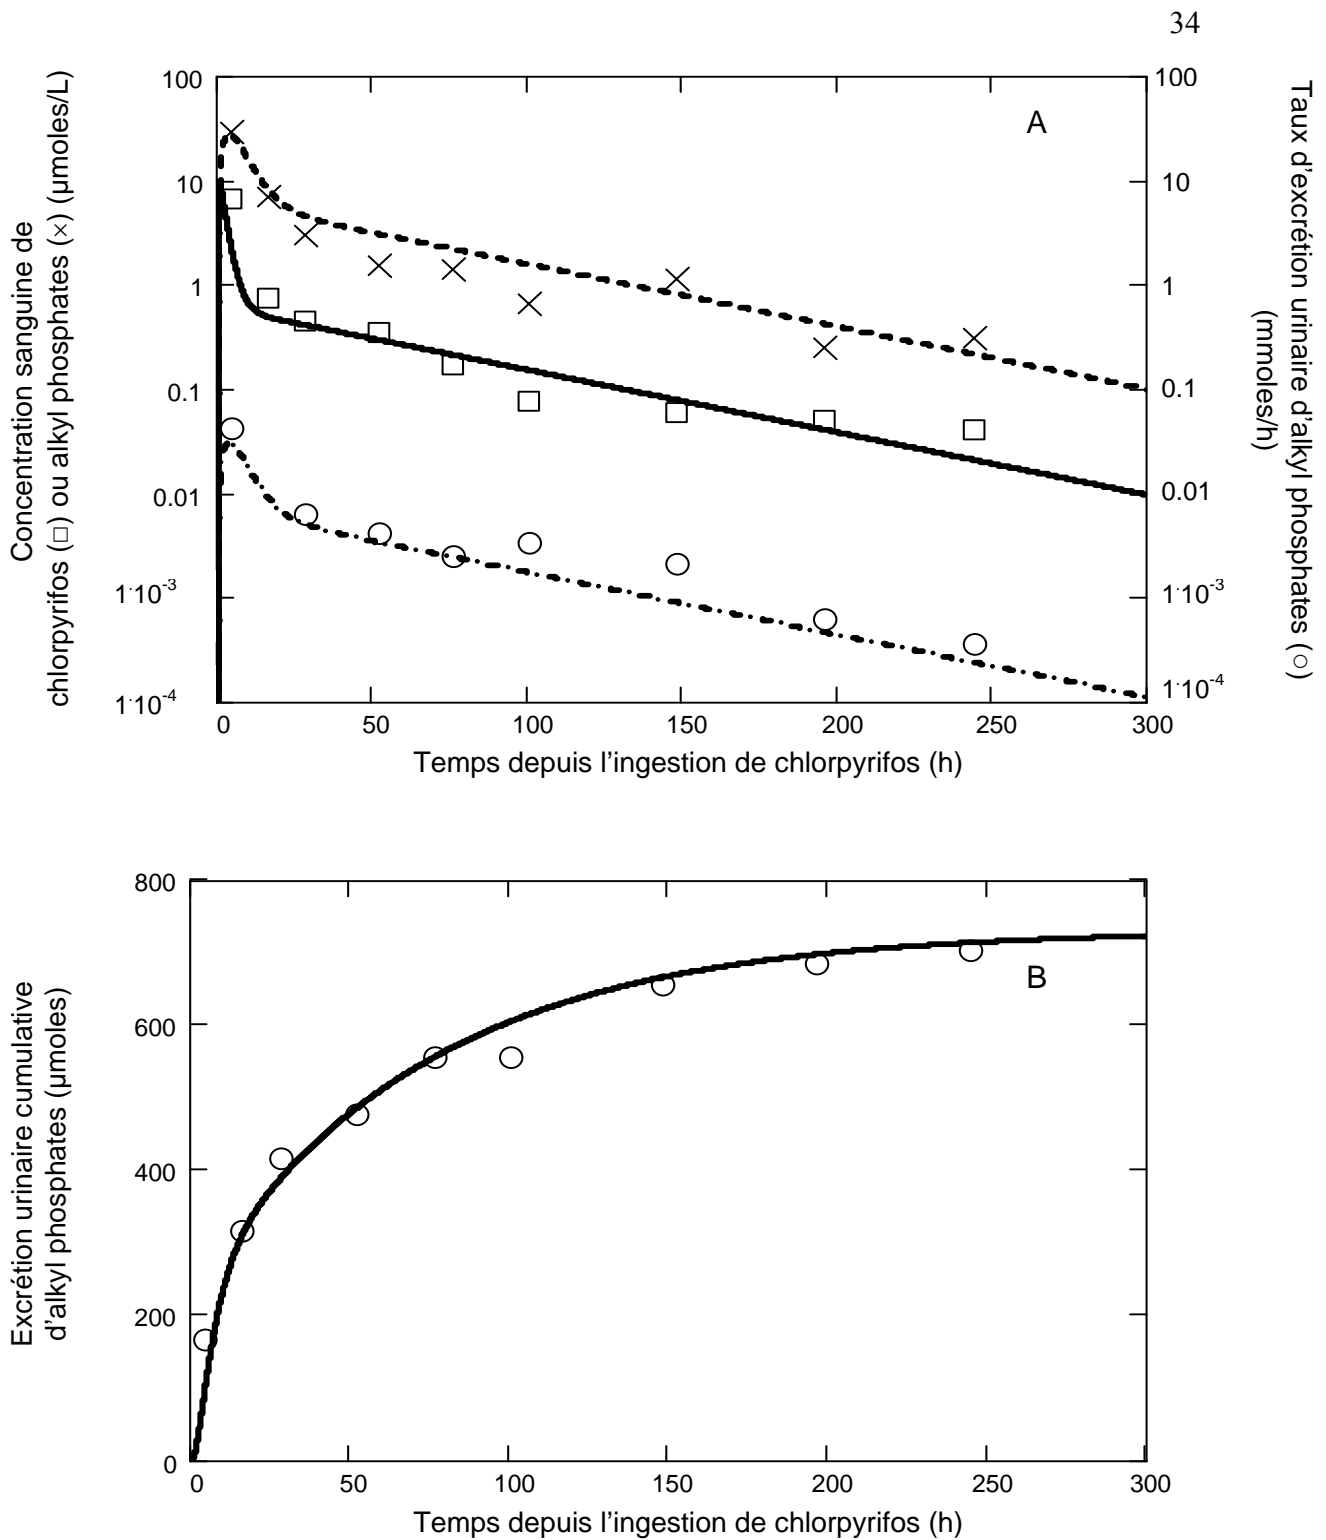 34
Concentration sanguine de
chlorpyrifos (□) ou alkyl phosphates (×) (µmoles/L)
100
10
1
0.1
0.01
1·10-3
1·10-4
A
100
10
1
0.1
0.01
1·10-3
1·10-4
Taux d'excrétion urinaire d'alkyl phosphates (○)
(mmoles/h)
0 50 100 150 200 250 300
Temps depuis l'ingestion de chlorpyrifos (h)
Excrétion urinaire cumulative
d'alkyl phosphates (µmoles)
800
600
400
200
0
B
0 50 100 150 200 250 300
Temps depuis l'ingestion de chlorpyrifos (h)